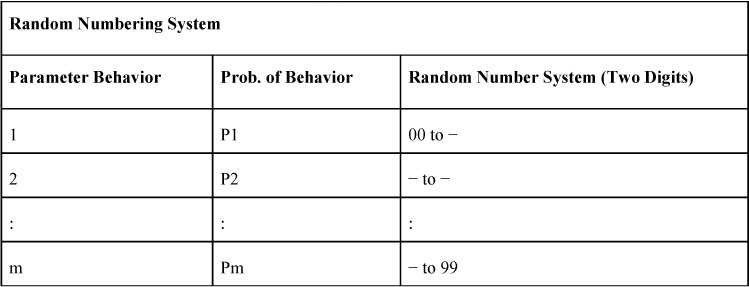 Random Numbering System
Parameter Behavior Prob. of Behavior Random Number System (Two Digits)
1 P1 00 to −
2 P2 − to −
: : :
m Pm − to 99